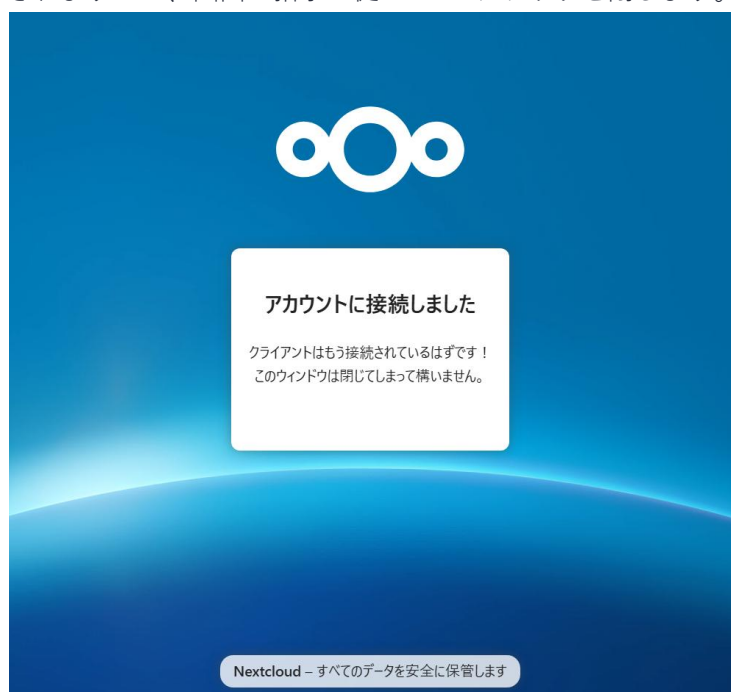 アカウントに接続しました
クライアントはもう接続されているはずです！
このウィンドウは閉じてしまって構いません。
Nextcloud – すべてのデータを安全に保管します